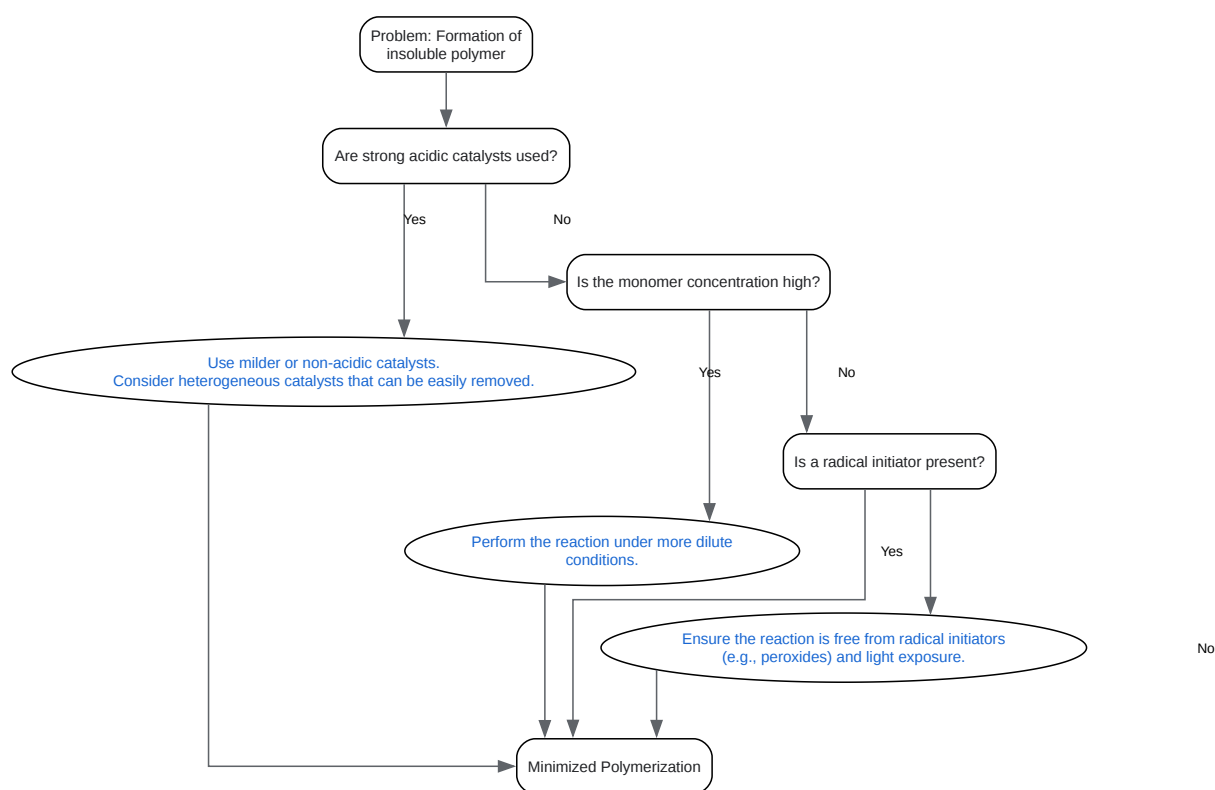 Problem: Formation of
insoluble polymer
Are strong acidic catalysts used?
Yes
No
Is the monomer concentration high?
Use milder or non-acidic catalysts.
Consider heterogeneous catalysts that can be easily removed.
Yes
No
Is a radical initiator present?
Perform the reaction under more dilute
conditions.
Yes
Ensure the reaction is free from radical initiators
(e.g., peroxides) and light exposure.
No
Minimized Polymerization